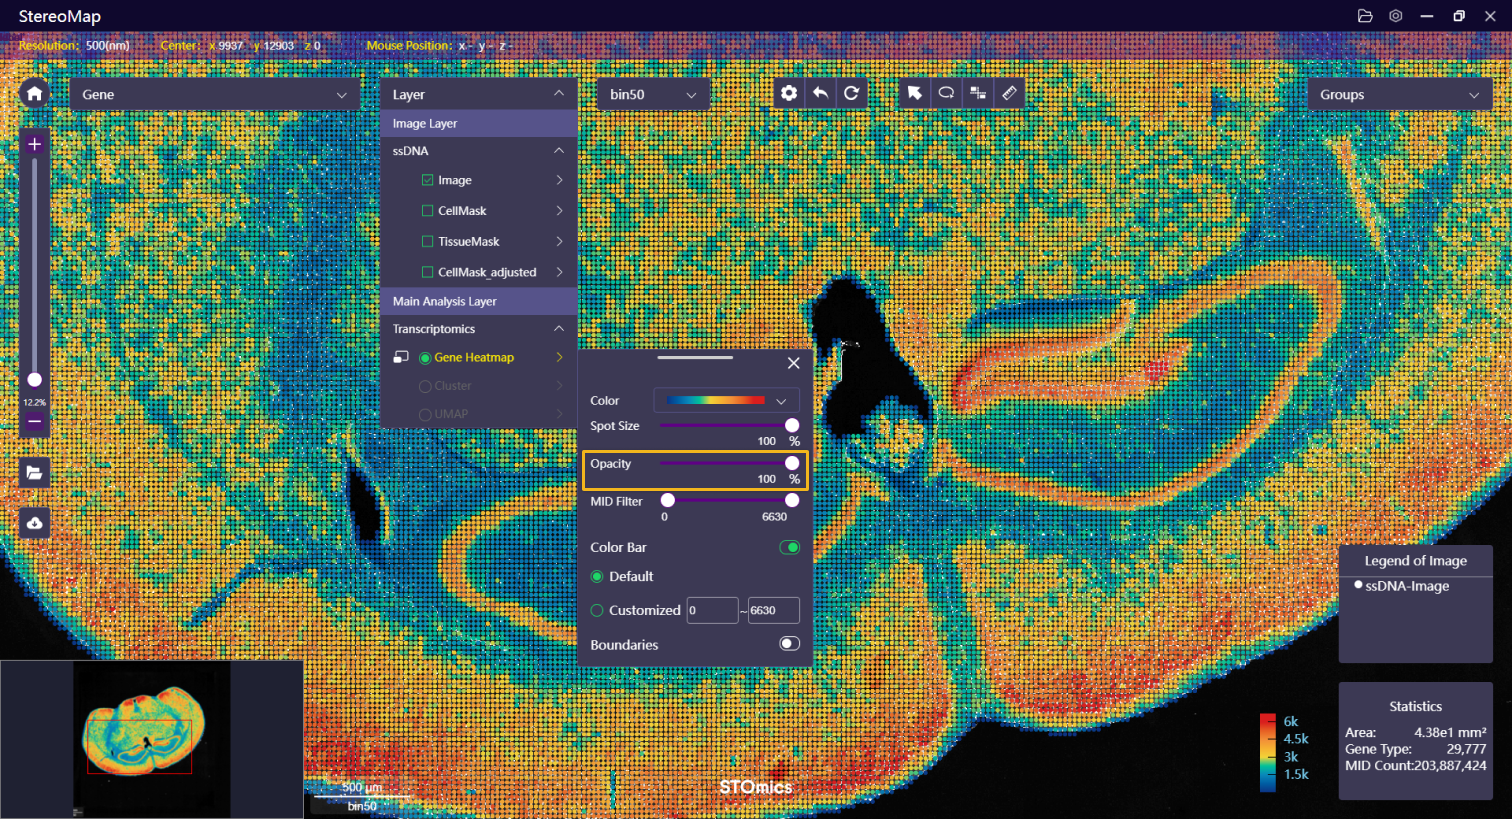 StereoMap
Resolution: 500(nm) Center: x 9937 y 12903 z 0 Mouse Position: x - y - z -
Gene
Layer
bin50
Groups
Image Layer
ssDNA
Image
CellMask
TissueMask
CellMask_adjusted
Main Analysis Layer
Transcriptomics
Gene Heatmap
Cluster
UMAP
12.2%
Color
Spot Size
100 %
Opacity
100 %
MID Filter
0 6630
Color Bar
Default
Customized 0 ~ 6630
Boundaries
Legend of Image
ssDNA-Image
Statistics
Area: 4.38e1 mm²
Gene Type: 29,777
MID Count:203,887,424
6k
4.5k
3k
1.5k
500 μm
bin50
STOmics